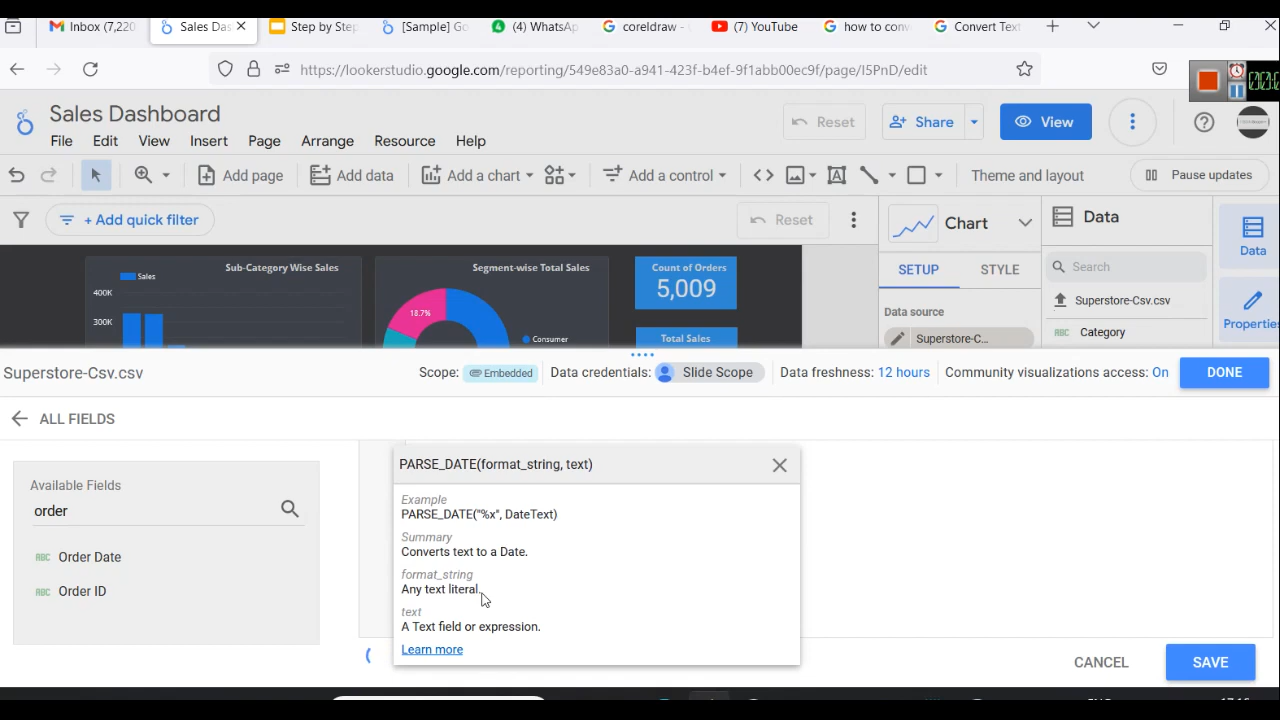 Inbox (7,220
Sales Das
Step by Step
[Sample] Go
(4) WhatsAp
coreldraw -
(7) YouTube
how to conv
Convert Text
https://lookerstudio.google.com/reporting/549e83a0-a941-423f-b4ef-9f1abb00ec9f/page/I5PnD/edit
Sales Dashboard
Reset
Share
View
File Edit View Insert Page Arrange Resource Help
Add page
Add data
Add a chart
Add a control
Theme and layout
Pause updates
+ Add quick filter
Reset
Chart
Data
Data
SETUP
STYLE
Search
Data source
Superstore-C...
Superstore-Csv.csv
ABC Category
Properties
Sales
Sub-Category Wise Sales
400K
300K
Segment-wise Total Sales
18.7%
Consumer
Count of Orders
5,009
Total Sales
Superstore-Csv.csv
Scope: Embedded
Data credentials: Slide Scope
Data freshness: 12 hours
Community visualizations access: On
DONE
ALL FIELDS
Available Fields
order
ABC Order Date
ABC Order ID
PARSE_DATE(format_string, text)
Example
PARSE_DATE("%x", DateText)
Summary
Converts text to a Date.
format_string
Any text literal.
text
A Text field or expression.
Learn more
CANCEL
SAVE